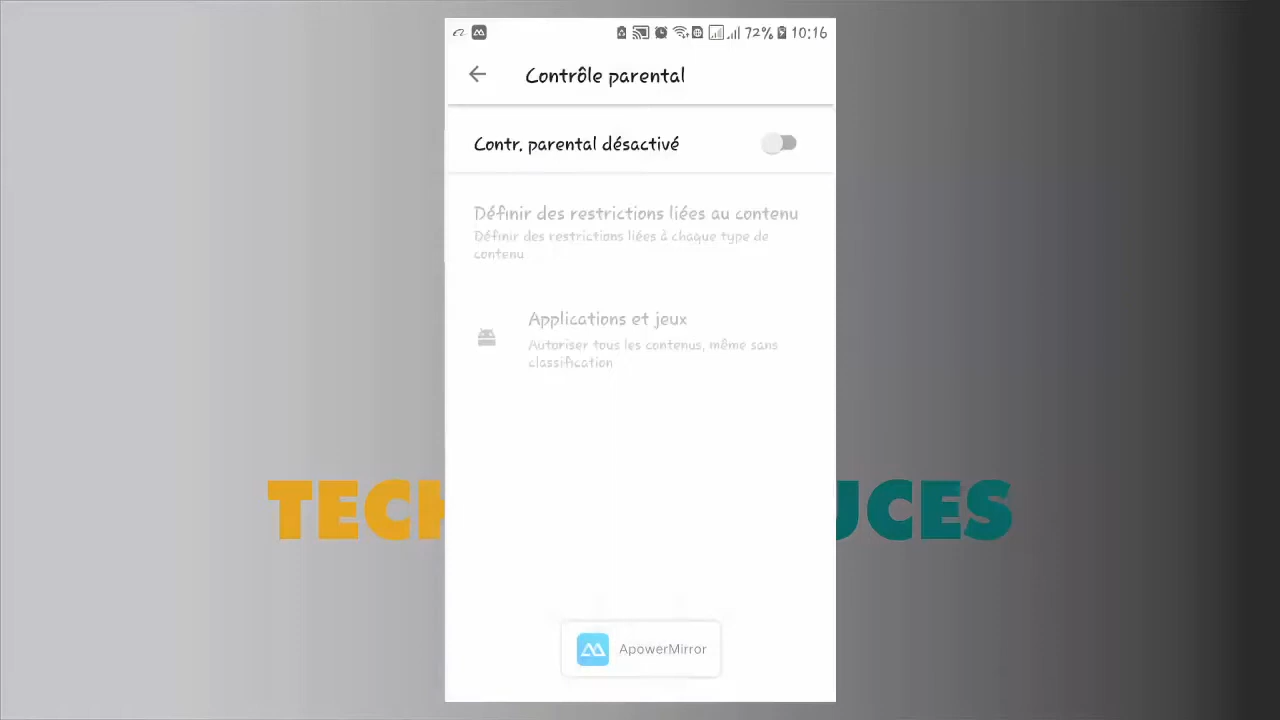 72% 10:16
Contrôle parental
Contr. parental désactivé
Définir des restrictions liées au contenu
Définir des restrictions liées à chaque type de
contenu
Applications et jeux
Autoriser tous les contenus, même sans
classification
TECH UCES
ApowerMirror